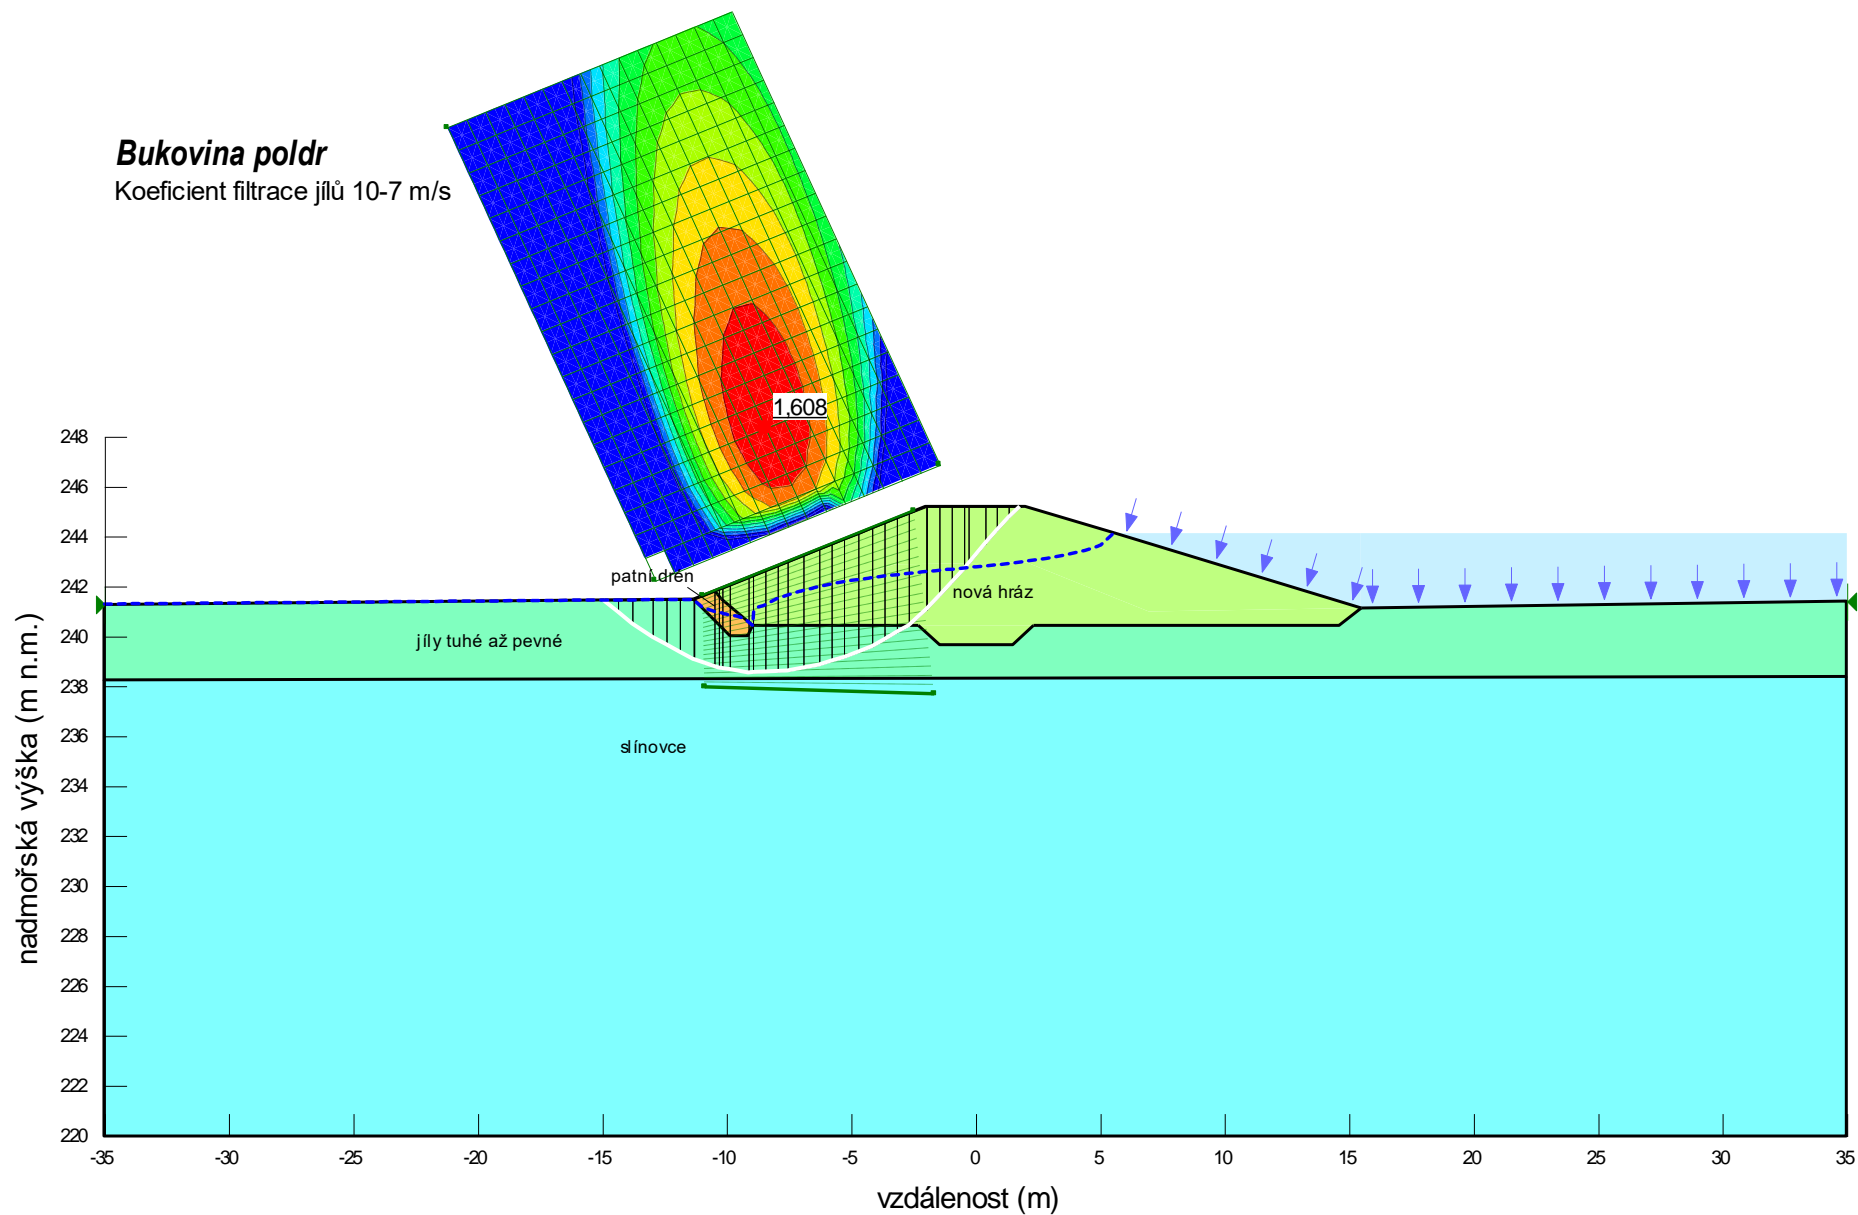 Bukovina poldr
Koeficient filtrace jílů 10-7 m/s
1,608
patní dren
nová hráz
jíly tuhé až pevné
slínovce
nadmořská výška (m n.m.)
248
246
244
242
240
238
236
234
232
230
228
226
224
222
220
-35 -30 -25 -20 -15 -10 -5 0 5 10 15 20 25 30 35
vzdálenost (m)